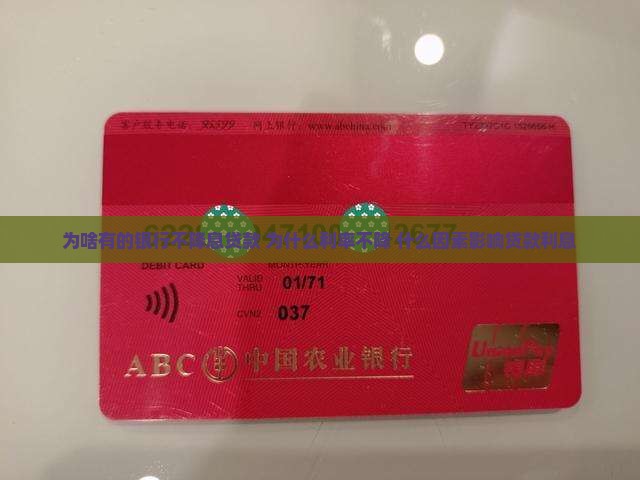 客户服务电话：95599 网上银行：www.abchina.com
为啥有的银行不降息贷款 为什么利率不降 什么因素影响贷款利息
DEBIT CARD MONTH/YEAR
VALID THRU 01/71
CVN2 037
ABC 中国农业银行
UnionPay
银联